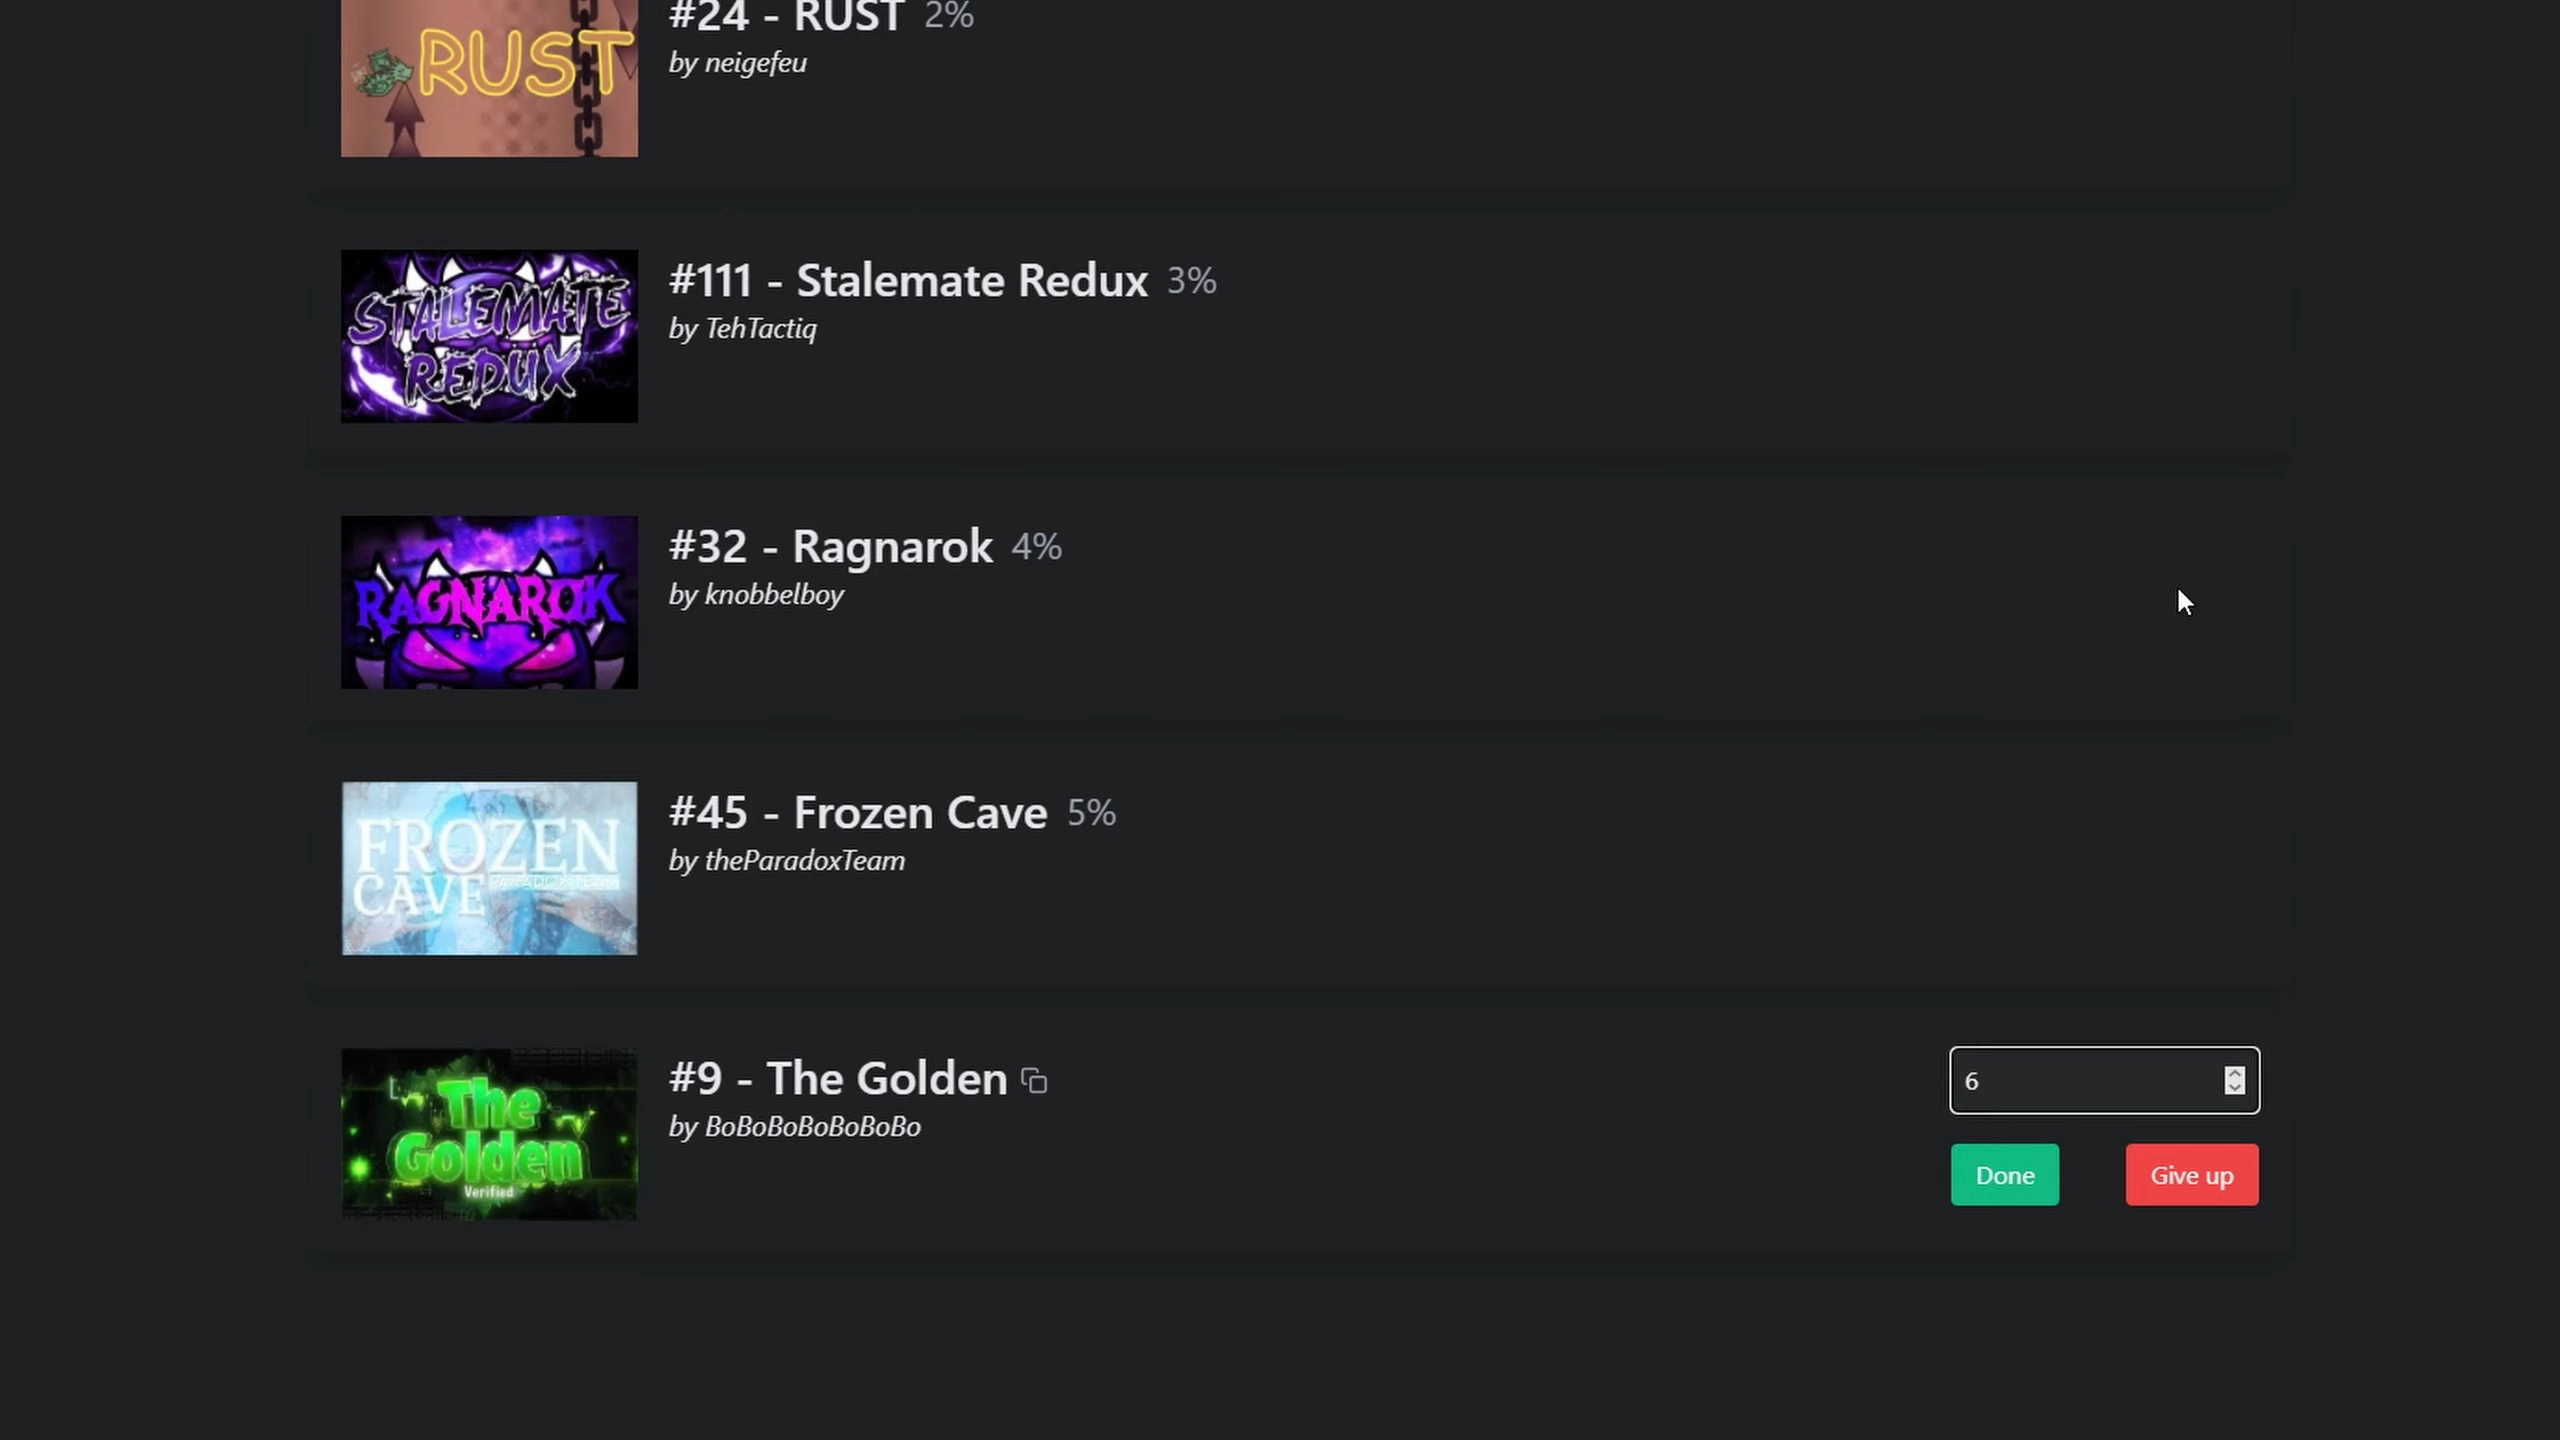 #24 - RUST 2%
by neigefeu
RUST
#111 - Stalemate Redux 3%
by TehTactiq
STALEMATE
REDUX
#32 - Ragnarok 4%
by knobbelboy
RAGNAROK
#45 - Frozen Cave 5%
by theParadoxTeam
FROZEN
CAVE
#9 - The Golden
by BoBoBoBoBoBoBo
The
Golden
Verified
6
Done
Give up